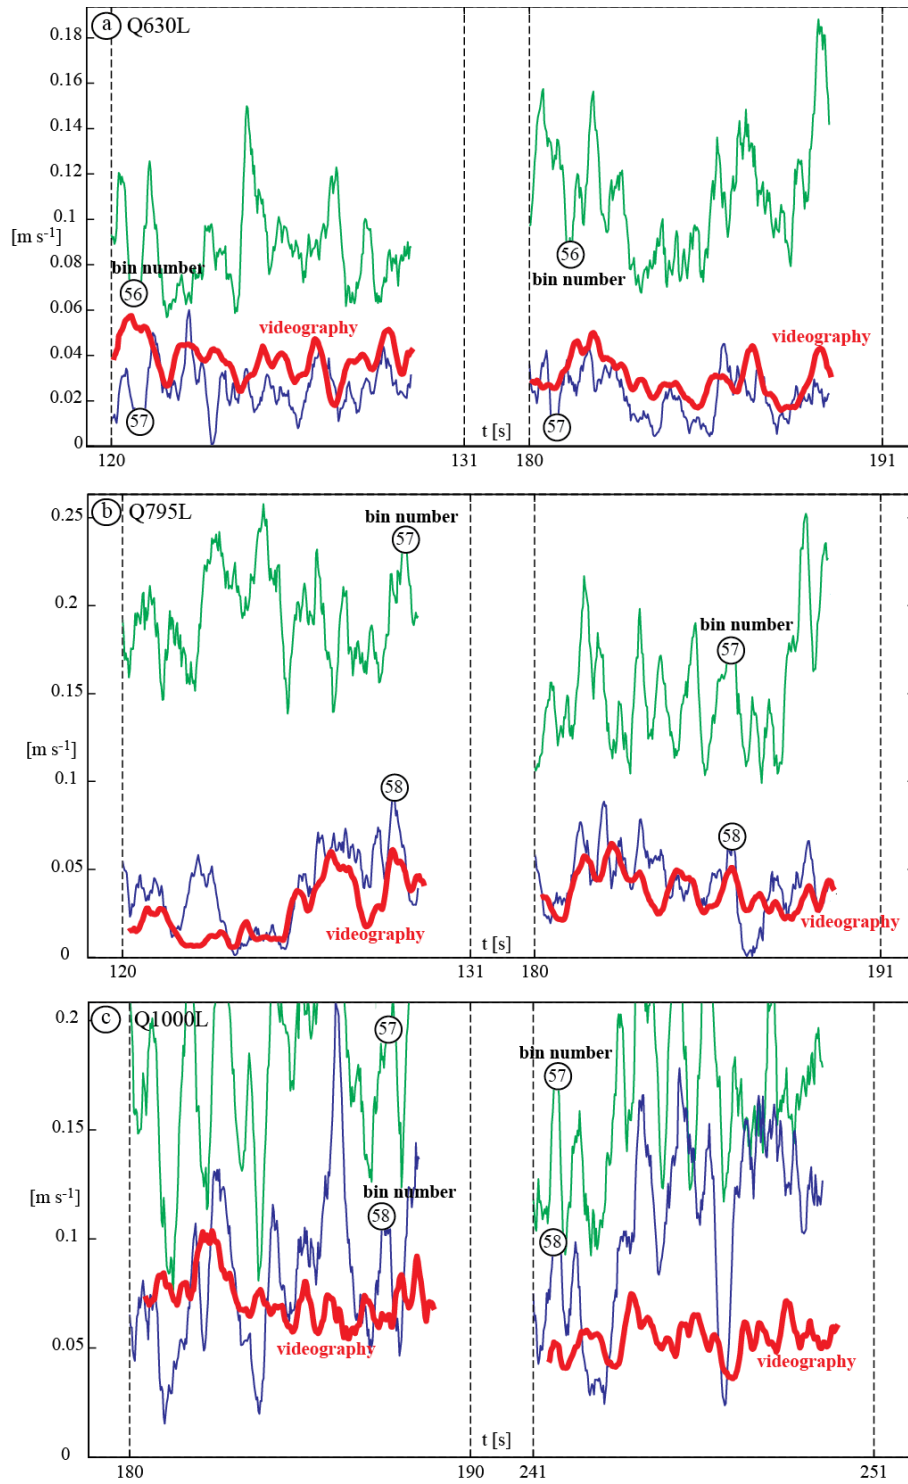 a Q630L
0.18
0.16
0.14
0.12
0.1
[m s-1]
0.08
0.06
0.04
0.02
0
bin number
56
videography
57
56
bin number
videography
57
120
131
t [s]
180
191
b Q795L
0.25
0.2
0.15
[m s-1]
0.1
0.05
0
bin number
57
58
videography
bin number
57
58
videography
120
131
t [s]
180
191
c Q1000L
0.2
0.15
[m s-1]
0.1
0.05
0
57
bin number
58
videography
bin number
57
58
videography
180
190
t [s]
241
251